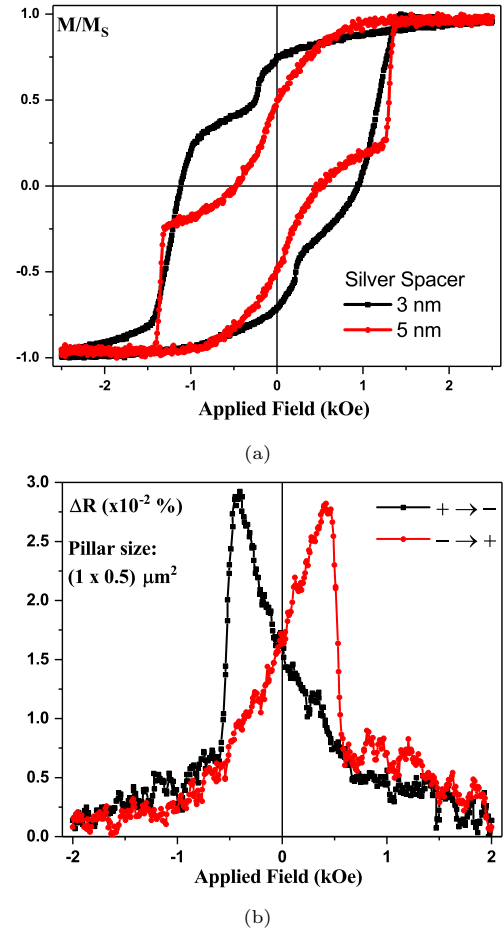 M/M_S
1.0
0.5
0.0
-0.5
-1.0
Silver Spacer
3 nm
5 nm
-2 -1 0 1 2
Applied Field (kOe)
(a)
3.0
ΔR (x10⁻² %)
+ → −
2.5
− → +
Pillar size:
(1 x 0.5) μm²
2.0
1.5
1.0
0.5
0.0
-2 -1 0 1 2
Applied Field (kOe)
(b)